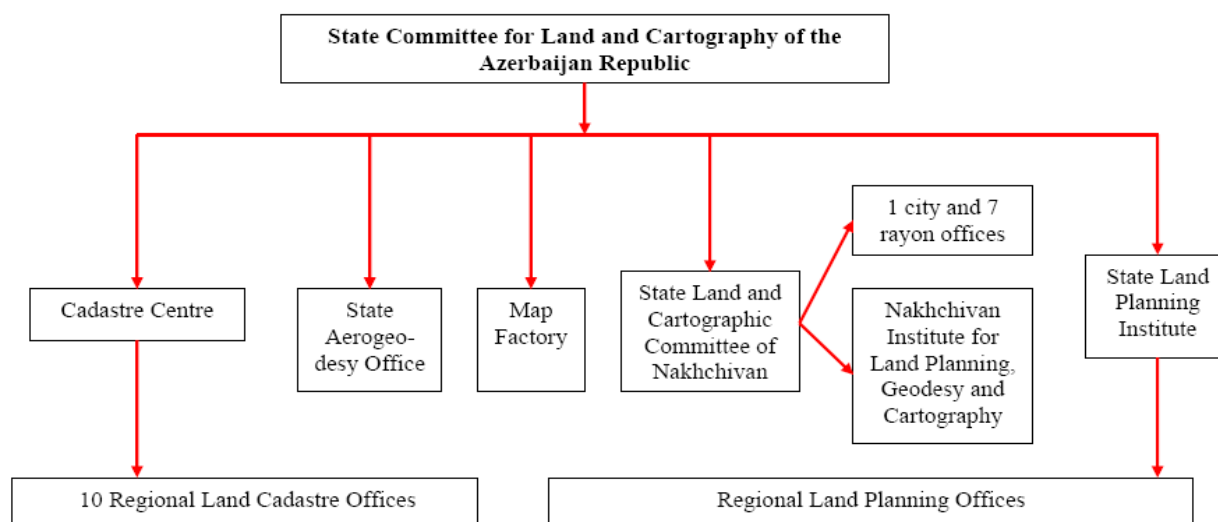 State Committee for Land and Cartography of the
Azerbaijan Republic
1 city and 7
rayon offices
Cadastre Centre
State
Aerogeo-
desy Office
Map
Factory
State Land and
Cartographic
Committee of
Nakhchivan
Nakhchivan
Institute for
Land Planning,
Geodesy and
Cartography
State Land
Planning
Institute
10 Regional Land Cadastre Offices
Regional Land Planning Offices